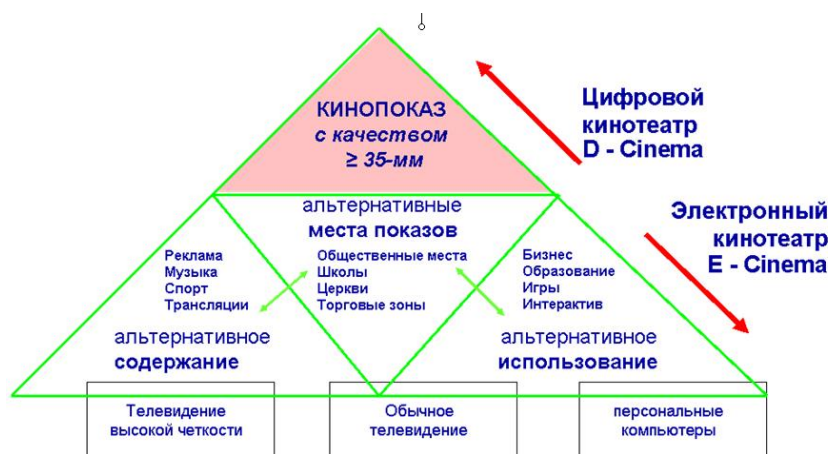 КИНОПОКАЗ
с качеством
≥ 35-мм
Цифровой
кинотеатр
D - Cinema
Электронный
кинотеатр
E - Cinema
альтернативные
места показов
Реклама
Музыка
Спорт
Трансляции
Общественные места
Школы
Церкви
Торговые зоны
Бизнес
Образование
Игры
Интерактив
альтернативное
содержание
альтернативное
использование
Телевидение
высокой четкости
Обычное
телевидение
персональные
компьютеры